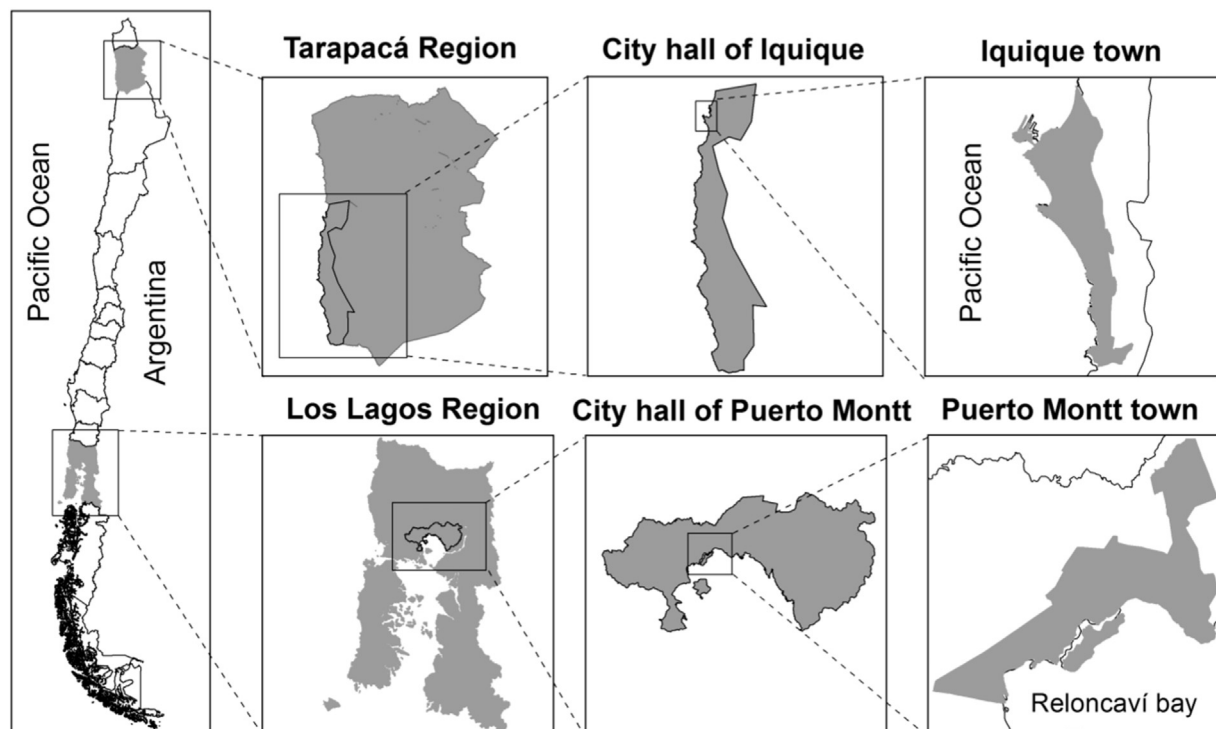 Pacific Ocean
Argentina
Tarapacá Region
City hall of Iquique
Iquique town
Pacific Ocean
Los Lagos Region
City hall of Puerto Montt
Puerto Montt town
Reloncaví bay